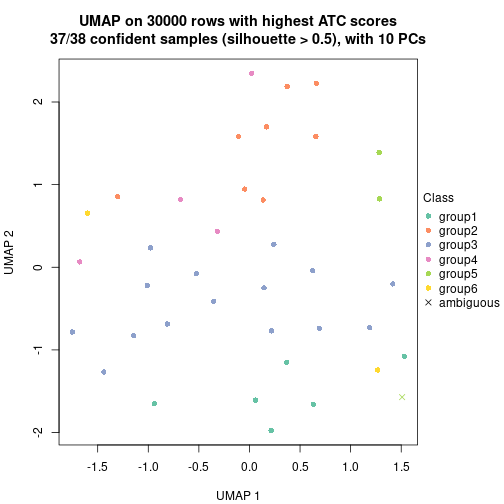 UMAP on 30000 rows with highest ATC scores
37/38 confident samples (silhouette > 0.5), with 10 PCs
2
1
0
-1
-2
UMAP 2
-1.5 -1.0 -0.5 0.0 0.5 1.0 1.5
UMAP 1
Class
group1
group2
group3
group4
group5
group6
ambiguous